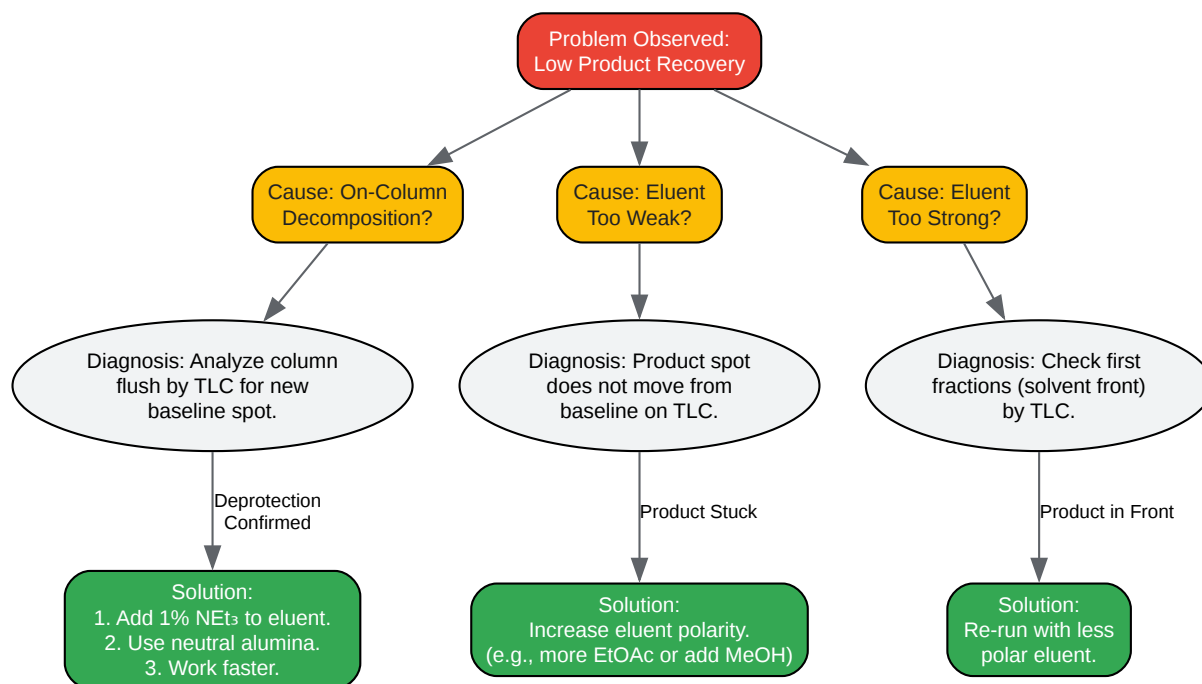 Problem Observed:
Low Product Recovery
Cause: On-Column
Decomposition?
Cause: Eluent
Too Weak?
Cause: Eluent
Too Strong?
Diagnosis: Analyze column
flush by TLC for new
baseline spot.
Diagnosis: Product spot
does not move from
baseline on TLC.
Diagnosis: Check first
fractions (solvent front)
by TLC.
Deprotection
Confirmed
Product Stuck
Product in Front
Solution:
1. Add 1% NEt₃ to eluent.
2. Use neutral alumina.
3. Work faster.
Solution:
Increase eluent polarity.
(e.g., more EtOAc or add MeOH)
Solution:
Re-run with less
polar eluent.